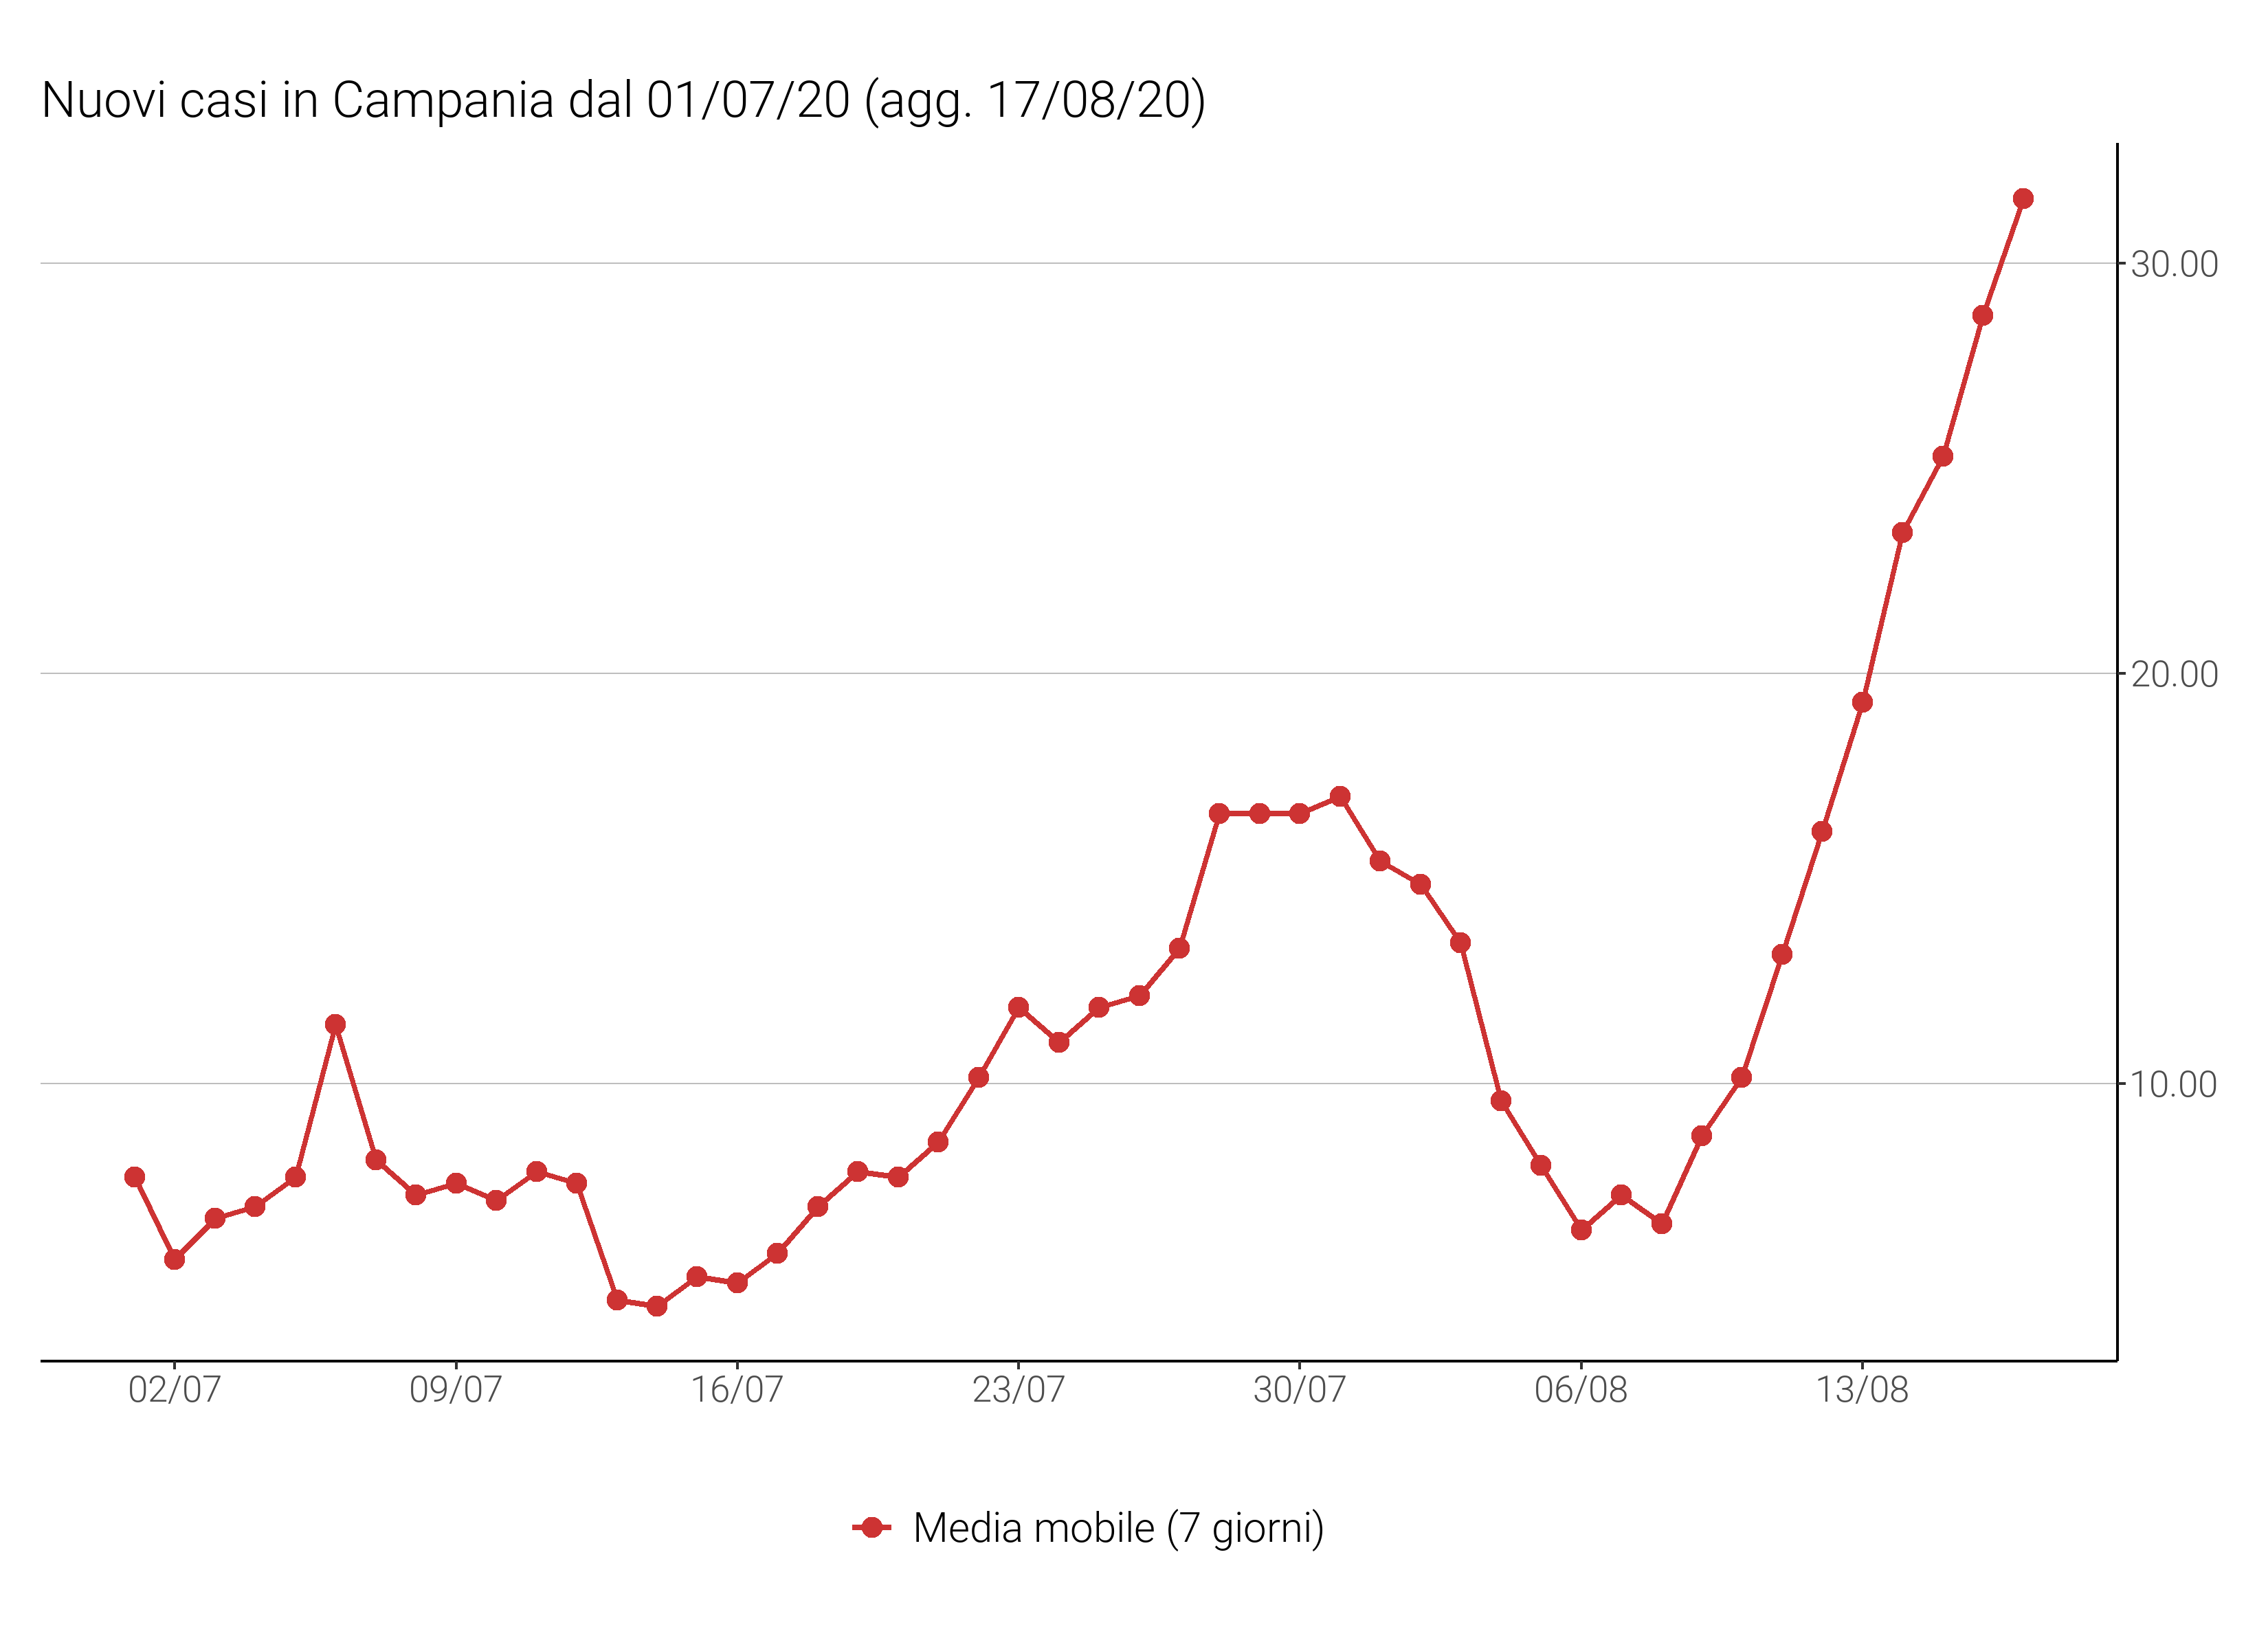 Nuovi casi in Campania dal 01/07/20 (agg. 17/08/20)
30.00
20.00
10.00
02/07 09/07 16/07 23/07 30/07 06/08 13/08
Media mobile (7 giorni)